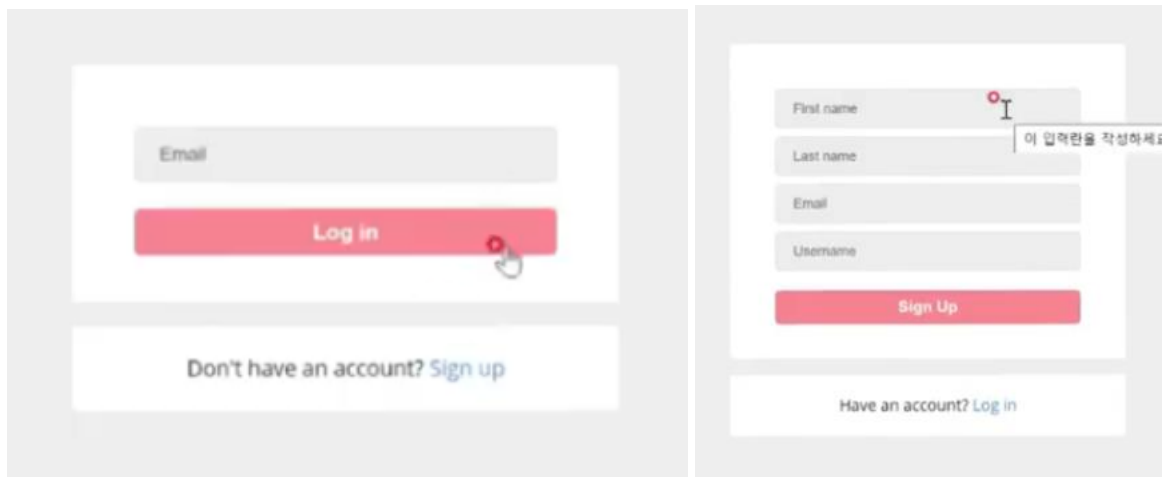 Email
Log in
Don't have an account? Sign up
First name
이 입력란을 작성하세요
Last name
Email
Username
Sign Up
Have an account? Log in